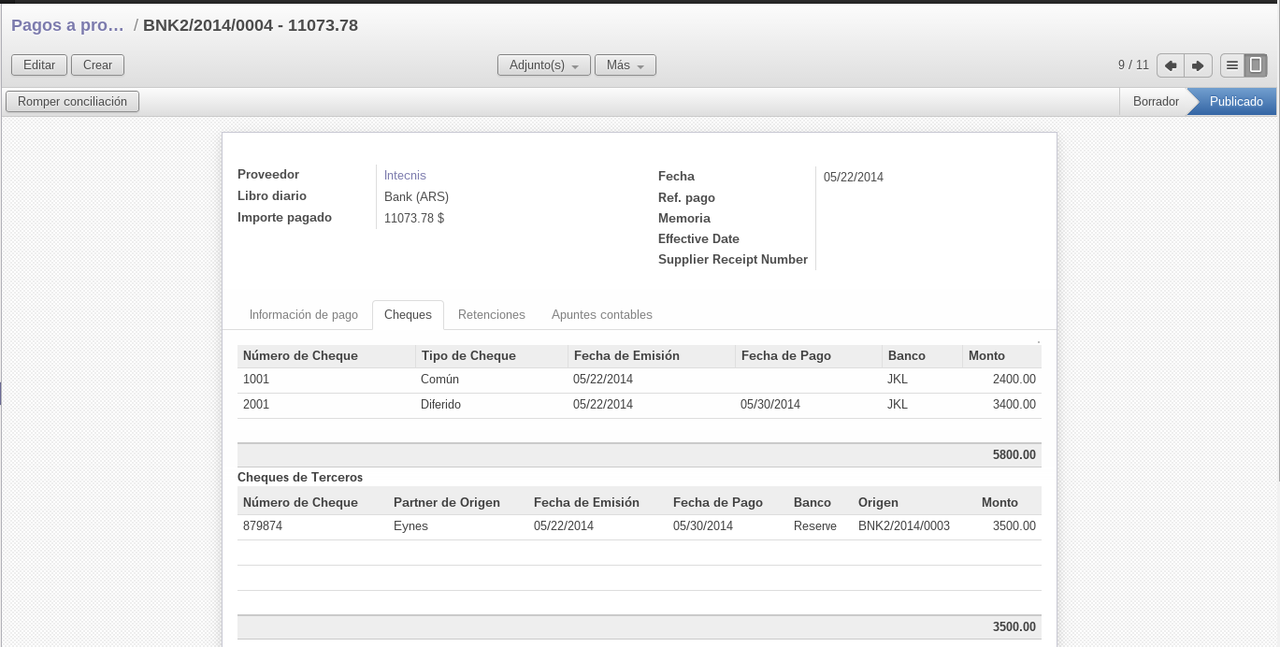 Pagos a pro… / BNK2/2014/0004 - 11073.78
Editar Crear Adjunto(s) Más 9 / 11
Romper conciliación Borrador Publicado
Proveedor Intecnis Fecha 05/22/2014
Libro diario Bank (ARS) Ref. pago
Importe pagado 11073.78 $ Memoria
Effective Date
Supplier Receipt Number
Información de pago Cheques Retenciones Apuntes contables
Número de Cheque Tipo de Cheque Fecha de Emisión Fecha de Pago Banco Monto
1001 Común 05/22/2014 JKL 2400.00
2001 Diferido 05/22/2014 05/30/2014 JKL 3400.00
5800.00
Cheques de Terceros
Número de Cheque Partner de Origen Fecha de Emisión Fecha de Pago Banco Origen Monto
879874 Eynes 05/22/2014 05/30/2014 Reserve BNK2/2014/0003 3500.00
3500.00